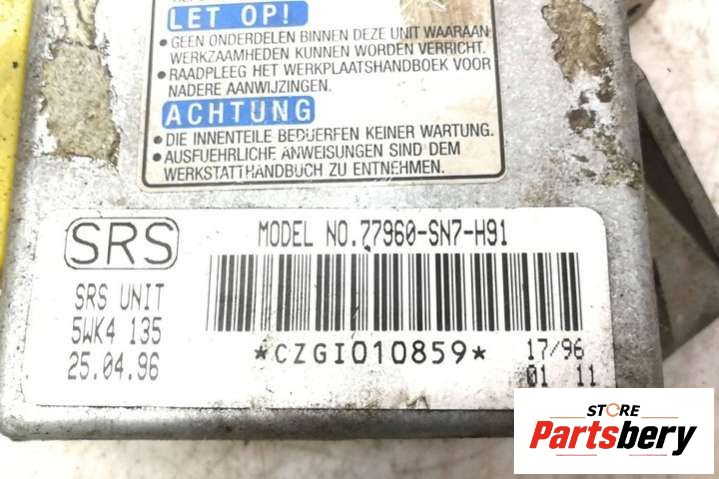 LET OP!
• GEEN ONDERDELEN BINNEN DEZE UNIT WAARAAN
WERKZAAMHEDEN KUNNEN WORDEN VERRICHT.
• RAADPLEEG HET WERKPLAATSHANDBOEK VOOR
NADERE AANWIJZINGEN.
ACHTUNG
• DIE INNENTEILE BEDUERFEN KEINER WARTUNG.
• AUSFUEHRLICHE ANWEISUNGEN SIND DEM
WERKSTATTHANDBUCH ZU ENTNEHMEN.
SRS
MODEL NO.77960-SN7-H91
SRS UNIT
5WK4 135
25.04.96
*CZGI010859*
17/96
01 11
STORE
Partsbery